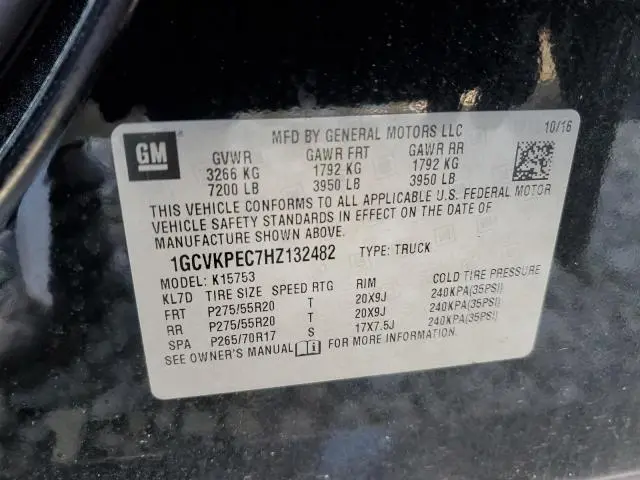 GM
MFD BY GENERAL MOTORS LLC 10/16
GVWR GAWR FRT GAWR RR
3266 KG 1792 KG 1792 KG
7200 LB 3950 LB 3950 LB
THIS VEHICLE CONFORMS TO ALL APPLICABLE U.S. FEDERAL MOTOR
VEHICLE SAFETY STANDARDS IN EFFECT ON THE DATE OF
MANUFACTURE SHOWN ABOVE.
1GCVKPEC7HZ132482 TYPE: TRUCK
MODEL: K15753
KL7D TIRE SIZE SPEED RTG RIM COLD TIRE PRESSURE
FRT P275/55R20 T 20X9J 240KPA(35PSI)
RR P275/55R20 T 20X9J 240KPA(35PSI)
SPA P265/70R17 S 17X7.5J 240KPA(35PSI)
SEE OWNER'S MANUAL FOR MORE INFORMATION.